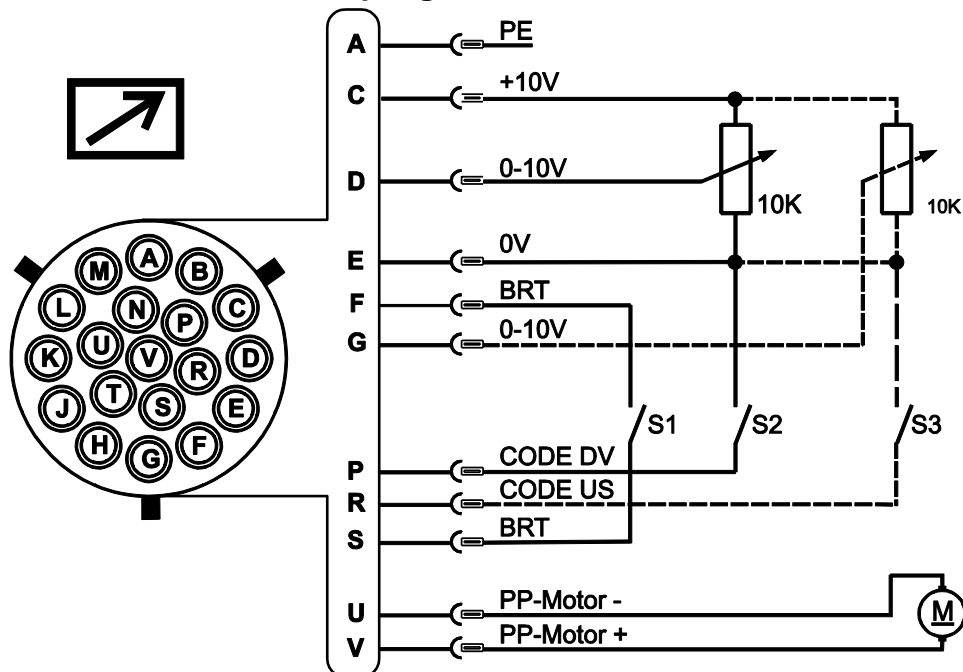 A PE
C +10V
D 0-10V
10K 10K
E 0V
F BRT
G 0-10V
S1 S2 S3
P CODE DV
R CODE US
S BRT
U PP-Motor -
V PP-Motor +
M
M A B
L N P C
K U V R D
J T S E
H G F